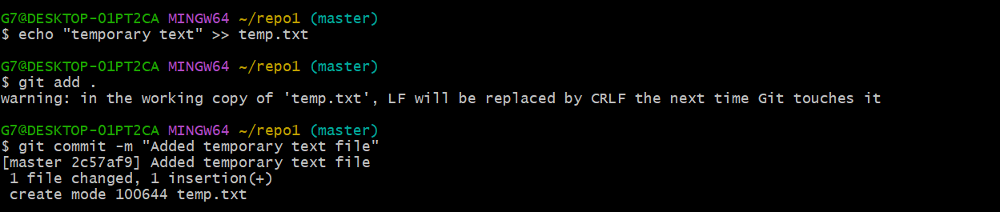 G7@DESKTOP-01PT2CA MINGW64 ~/repo1 (master)
$ echo "temporary text" >> temp.txt
G7@DESKTOP-01PT2CA MINGW64 ~/repo1 (master)
$ git add .
warning: in the working copy of 'temp.txt', LF will be replaced by CRLF the next time Git touches it
G7@DESKTOP-01PT2CA MINGW64 ~/repo1 (master)
$ git commit -m "Added temporary text file"
[master 2c57af9] Added temporary text file
 1 file changed, 1 insertion(+)
 create mode 100644 temp.txt